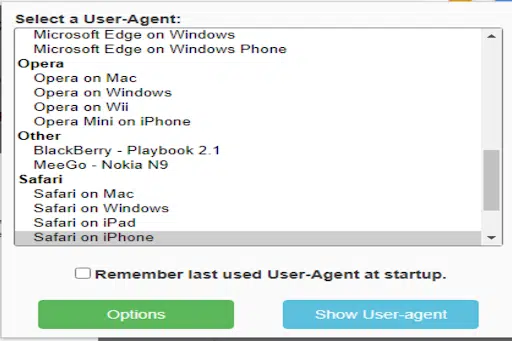 Select a User-Agent:
Microsoft Edge on Windows
Microsoft Edge on Windows Phone
Opera
Opera on Mac
Opera on Windows
Opera on Wii
Opera Mini on iPhone
Other
BlackBerry - Playbook 2.1
MeeGo - Nokia N9
Safari
Safari on Mac
Safari on Windows
Safari on iPad
Safari on iPhone
Remember last used User-Agent at startup.
Options
Show User-agent